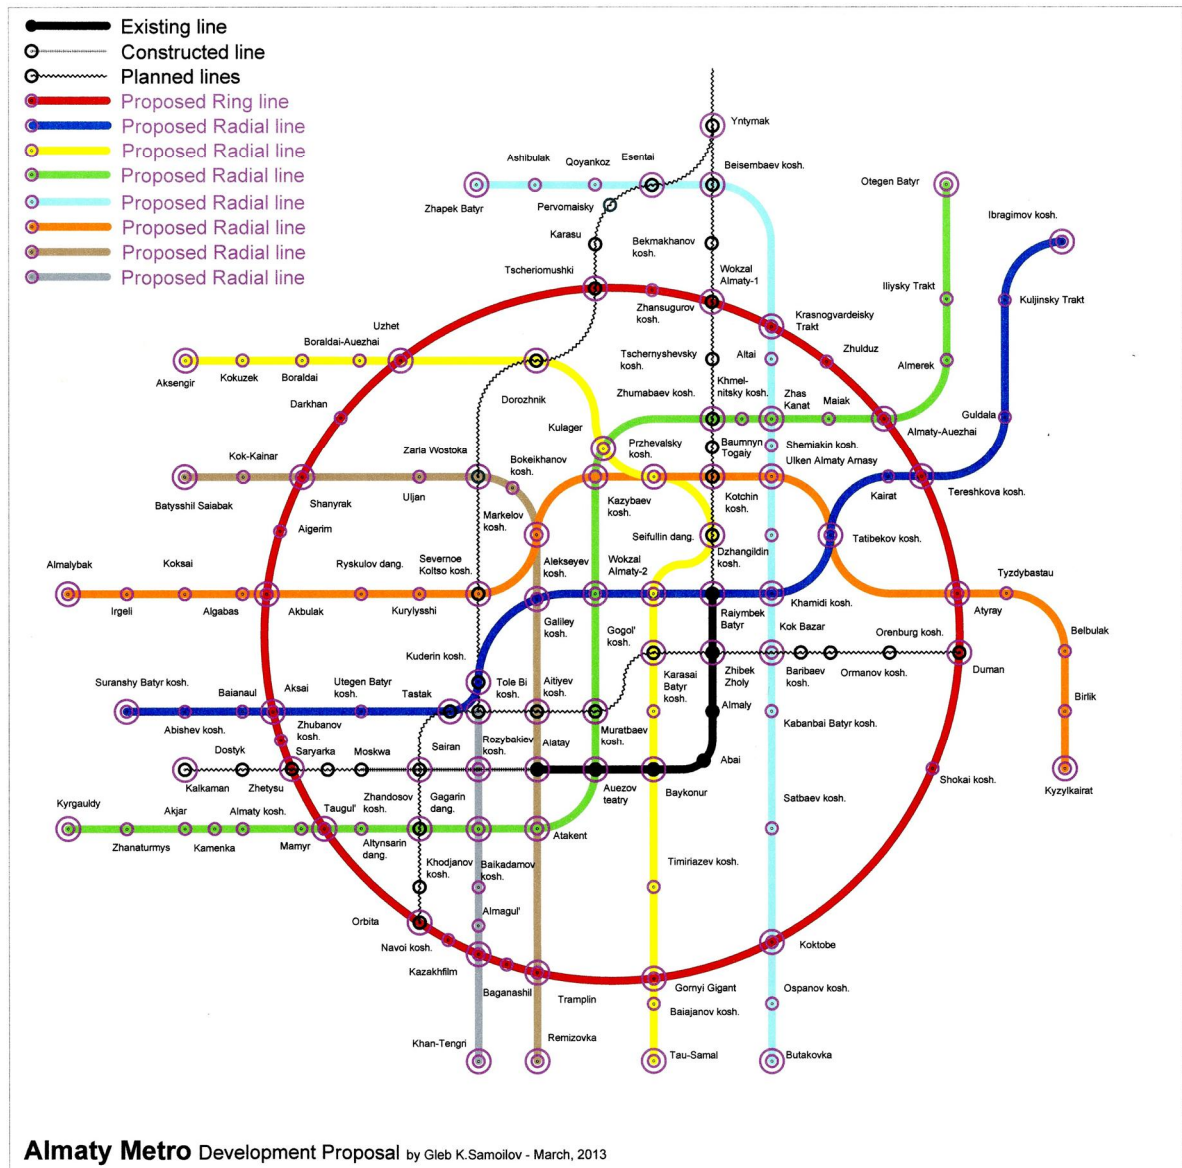 Existing line
Constructed line
Planned lines
Proposed Ring line
Proposed Radial line
Proposed Radial line
Proposed Radial line
Proposed Radial line
Proposed Radial line
Proposed Radial line
Proposed Radial line
Yntymak
Ashibulak
Qoyankoz
Esentai
Beisembaev kosh.
Otegen Batyr
Zhapek Batyr
Pervomaisky
Ibragimov kosh.
Karasu
Bekmakhanov
kosh.
Tscheriomushki
Wokzal
Almaty-1
Zhansugurov
kosh.
Iliysky Trakt
Kuljinsky Trakt
Krasnogvardeisky
Trakt
Uzhet
Boraldai-Auezhai
Tschernyshevsky
kosh.
Altai
Zhulduz
Almerek
Aksengir
Kokuzek
Boraldai
Dorozhnik
Zhumabaev kosh.
Khmel-
nitsky kosh.
Zhas
Kanat
Maiak
Darkhan
Kulager
Guldala
Almaty-Auezhai
Zaria Wostoka
Bokeikhanov
kosh.
Przhevalsky
kosh.
Baumnyn
Togaiy
Shemiakin kosh.
Kok-Kainar
Ulken Almaty Arnasy
Batysshil Saiabak
Shanyrak
Uljan
Markelov
kosh.
Kazybaev
kosh.
Kotchin
kosh.
Kairat
Tereshkova kosh.
Aigerim
Seifullin dang.
Tatibekov kosh.
Almalybak
Koksai
Ryskulov dang.
Severnoe
Koltso kosh.
Alekseyev
kosh.
Wokzal
Almaty-2
Dzhangildin
kosh.
Tyzdybastau
Irgeli
Algabas
Akbulak
Kurylysshi
Galiley
kosh.
Raiymbek
Batyr
Khamidi kosh.
Atyray
Gogol'
kosh.
Kok Bazar
Orenburg kosh.
Belbulak
Kuderin kosh.
Karasai
Batyr
kosh.
Zhibek
Zholy
Baribaev
kosh.
Ormanov kosh.
Duman
Suranshy Batyr kosh.
Baianaul
Aksai
Utegen Batyr
kosh.
Tastak
Tole Bi
kosh.
Aitiyev
kosh.
Birlik
Abishev kosh.
Zhubanov
kosh.
Almaly
Kabanbai Batyr kosh.
Muratbaev
kosh.
Dostyk
Saryarka
Moskwa
Sairan
Rozybakiev
kosh.
Alatay
Abai
Kalkaman
Zhetysu
Zhandosov
kosh.
Gagarin
dang.
Auezov
teatry
Baykonur
Shokai kosh.
Kyzylkairat
Kyrgauldy
Akjar
Almaty kosh.
Taugul'
Satbaev kosh.
Zhanaturmys
Kamenka
Mamyr
Altynsarin
dang.
Atakent
Khodjanov
kosh.
Baikadamov
kosh.
Timiriazev kosh.
Orbita
Almagul'
Navoi kosh.
Koktobe
Kazakhfilm
Baganashil
Tramplin
Gornyi Gigant
Ospanov kosh.
Baiajanov kosh.
Khan-Tengri
Remizovka
Tau-Samal
Butakovka
Almaty Metro Development Proposal by Gleb K.Samoilov - March, 2013